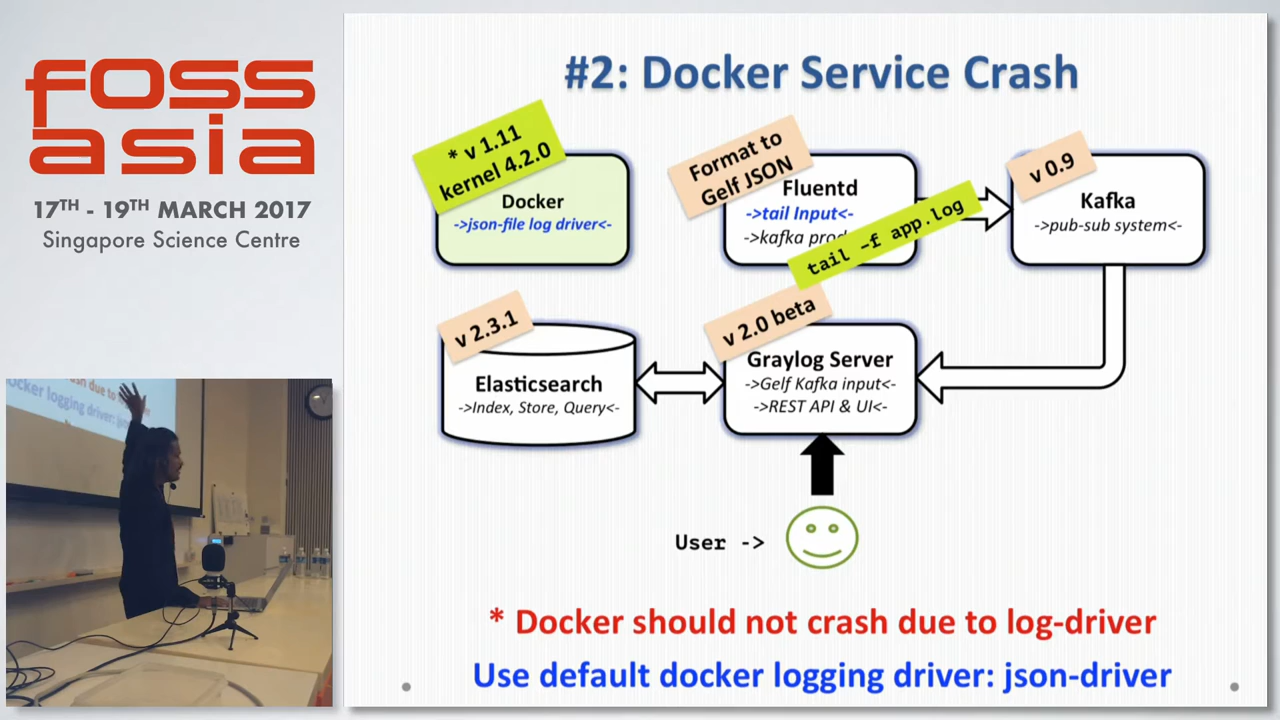 foss
asia
17TH - 19TH MARCH 2017
Singapore Science Centre
#2: Docker Service Crash
* v 1.11
kernel 4.2.0
Docker
->json-file log driver<-
Format to
Gelf JSON
Fluentd
->tail Input<-
->kafka
tail -f app.log
v 0.9
Kafka
->pub-sub system<-
v 2.3.1
Elasticsearch
->Index, Store, Query<-
v 2.0 beta
Graylog Server
->Gelf Kafka input<-
->REST API & UI<-
User ->
* Docker should not crash due to log-driver
Use default docker logging driver: json-driver